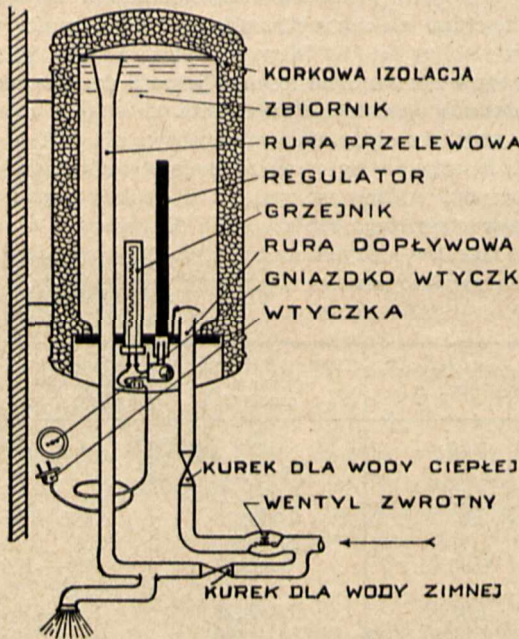 KORKOWA IZOLACJA
ZBIORNIK
RURA PRZELEWOWA
REGULATOR
GRZEJNIK
RURA DOPŁYWOWA
GNIAZDKO WTYCZK
WTYCZKA
KUREK DLA WODY CIEPŁEJ
WENTYL ZWROTNY
KUREK DLA WODY ZIMNEJ